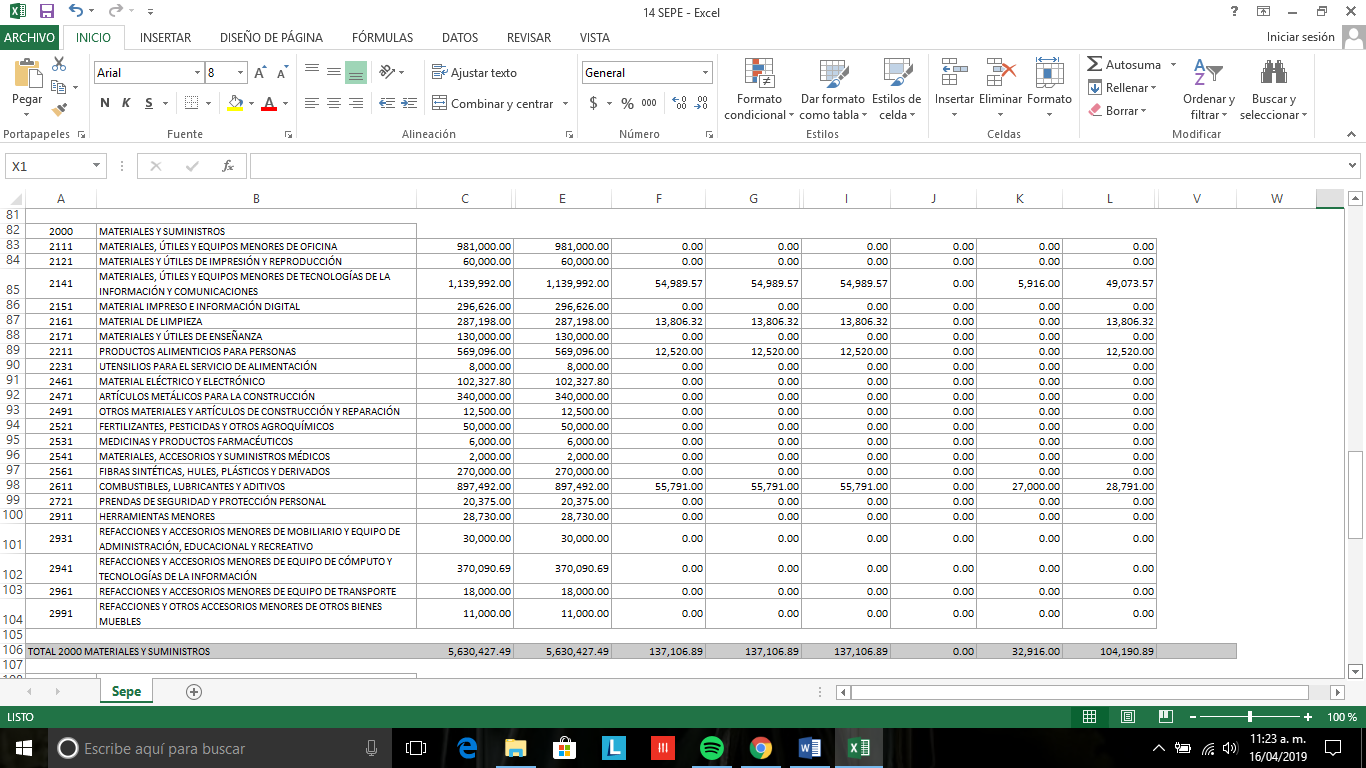 14 SEPE - Excel
?
ARCHIVO INICIO INSERTAR DISEÑO DE PÁGINA FÓRMULAS DATOS REVISAR VISTA Iniciar sesión
Pegar
Portapapeles
Arial 8 A A
N K S A
Fuente
Ajustar texto
Combinar y centrar
Alineación
General
$ % 000
Número
Formato condicional
Dar formato como tabla
Estilos de celda
Estilos
Insertar Eliminar Formato
Celdas
Autosuma
Rellenar
Borrar
Ordenar y filtrar
Buscar y seleccionar
Modificar
X1 fx
A B C E F G I J K L V W
81
82 2000 MATERIALES Y SUMINISTROS
83 2111 MATERIALES, ÚTILES Y EQUIPOS MENORES DE OFICINA 981,000.00 981,000.00 0.00 0.00 0.00 0.00 0.00 0.00
84 2121 MATERIALES Y ÚTILES DE IMPRESIÓN Y REPRODUCCIÓN 60,000.00 60,000.00 0.00 0.00 0.00 0.00 0.00 0.00
85 2141 MATERIALES, ÚTILES Y EQUIPOS MENORES DE TECNOLOGÍAS DE LA
INFORMACIÓN Y COMUNICACIONES 1,139,992.00 1,139,992.00 54,989.57 54,989.57 54,989.57 0.00 5,916.00 49,073.57
86 2151 MATERIAL IMPRESO E INFORMACIÓN DIGITAL 296,626.00 296,626.00 0.00 0.00 0.00 0.00 0.00 0.00
87 2161 MATERIAL DE LIMPIEZA 287,198.00 287,198.00 13,806.32 13,806.32 13,806.32 0.00 0.00 13,806.32
88 2171 MATERIALES Y ÚTILES DE ENSEÑANZA 130,000.00 130,000.00 0.00 0.00 0.00 0.00 0.00 0.00
89 2211 PRODUCTOS ALIMENTICIOS PARA PERSONAS 569,096.00 569,096.00 12,520.00 12,520.00 12,520.00 0.00 0.00 12,520.00
90 2231 UTENSILIOS PARA EL SERVICIO DE ALIMENTACIÓN 8,000.00 8,000.00 0.00 0.00 0.00 0.00 0.00 0.00
91 2461 MATERIAL ELÉCTRICO Y ELECTRÓNICO 102,327.80 102,327.80 0.00 0.00 0.00 0.00 0.00 0.00
92 2471 ARTÍCULOS METÁLICOS PARA LA CONSTRUCCIÓN 340,000.00 340,000.00 0.00 0.00 0.00 0.00 0.00 0.00
93 2491 OTROS MATERIALES Y ARTÍCULOS DE CONSTRUCCIÓN Y REPARACIÓN 12,500.00 12,500.00 0.00 0.00 0.00 0.00 0.00 0.00
94 2521 FERTILIZANTES, PESTICIDAS Y OTROS AGROQUÍMICOS 50,000.00 50,000.00 0.00 0.00 0.00 0.00 0.00 0.00
95 2531 MEDICINAS Y PRODUCTOS FARMACÉUTICOS 6,000.00 6,000.00 0.00 0.00 0.00 0.00 0.00 0.00
96 2541 MATERIALES, ACCESORIOS Y SUMINISTROS MÉDICOS 2,000.00 2,000.00 0.00 0.00 0.00 0.00 0.00 0.00
97 2561 FIBRAS SINTÉTICAS, HULES, PLÁSTICOS Y DERIVADOS 270,000.00 270,000.00 0.00 0.00 0.00 0.00 0.00 0.00
98 2611 COMBUSTIBLES, LUBRICANTES Y ADITIVOS 897,492.00 897,492.00 55,791.00 55,791.00 55,791.00 0.00 27,000.00 28,791.00
99 2721 PRENDAS DE SEGURIDAD Y PROTECCIÓN PERSONAL 20,375.00 20,375.00 0.00 0.00 0.00 0.00 0.00 0.00
100 2911 HERRAMIENTAS MENORES 28,730.00 28,730.00 0.00 0.00 0.00 0.00 0.00 0.00
101 2931 REFACCIONES Y ACCESORIOS MENORES DE MOBILIARIO Y EQUIPO DE
ADMINISTRACIÓN, EDUCACIONAL Y RECREATIVO 30,000.00 30,000.00 0.00 0.00 0.00 0.00 0.00 0.00
102 2941 REFACCIONES Y ACCESORIOS MENORES DE EQUIPO DE CÓMPUTO Y
TECNOLOGÍAS DE LA INFORMACIÓN 370,090.69 370,090.69 0.00 0.00 0.00 0.00 0.00 0.00
103 2961 REFACCIONES Y ACCESORIOS MENORES DE EQUIPO DE TRANSPORTE 18,000.00 18,000.00 0.00 0.00 0.00 0.00 0.00 0.00
104 2991 REFACCIONES Y OTROS ACCESORIOS MENORES DE OTROS BIENES
MUEBLES 11,000.00 11,000.00 0.00 0.00 0.00 0.00 0.00 0.00
105
106 TOTAL 2000 MATERIALES Y SUMINISTROS 5,630,427.49 5,630,427.49 137,106.89 137,106.89 137,106.89 0.00 32,916.00 104,190.89
107
Sepe
LISTO 100 %
Escribe aquí para buscar
11:23 a. m.
16/04/2019